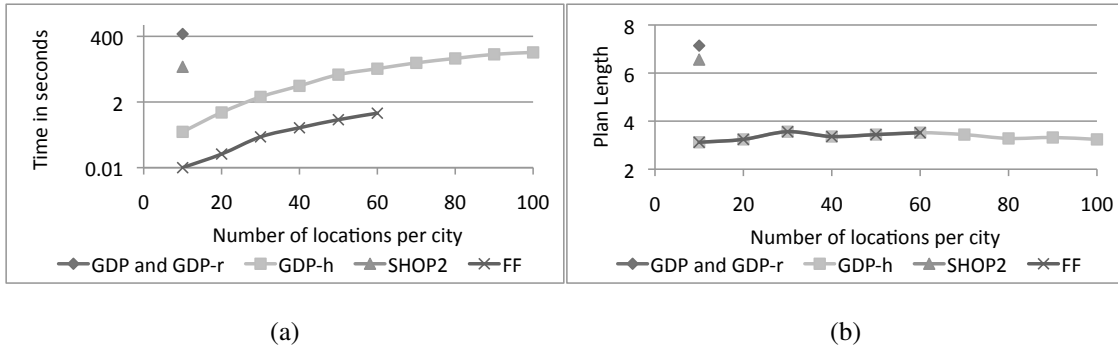 Time in seconds
400
2
0.01
0 20 40 60 80 100
Number of locations per city
GDP and GDP-r GDP-h SHOP2 FF
(a)
Plan Length
8
6
4
2
0 20 40 60 80 100
Number of locations per city
GDP and GDP-r GDP-h SHOP2 FF
(b)